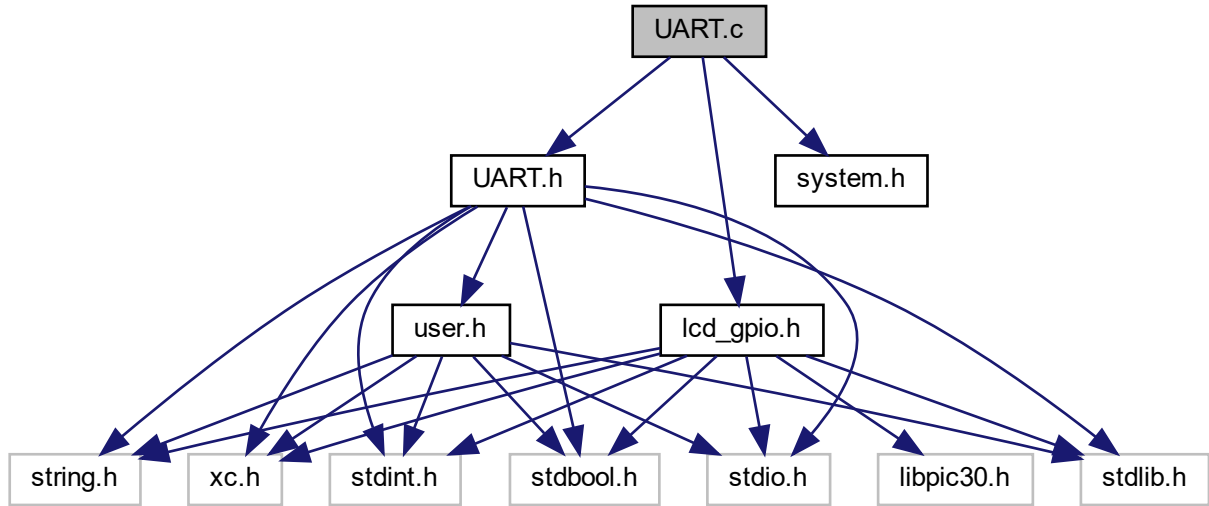 UART.c
UART.h
system.h
user.h
lcd_gpio.h
string.h
xc.h
stdint.h
stdbool.h
stdio.h
libpic30.h
stdlib.h